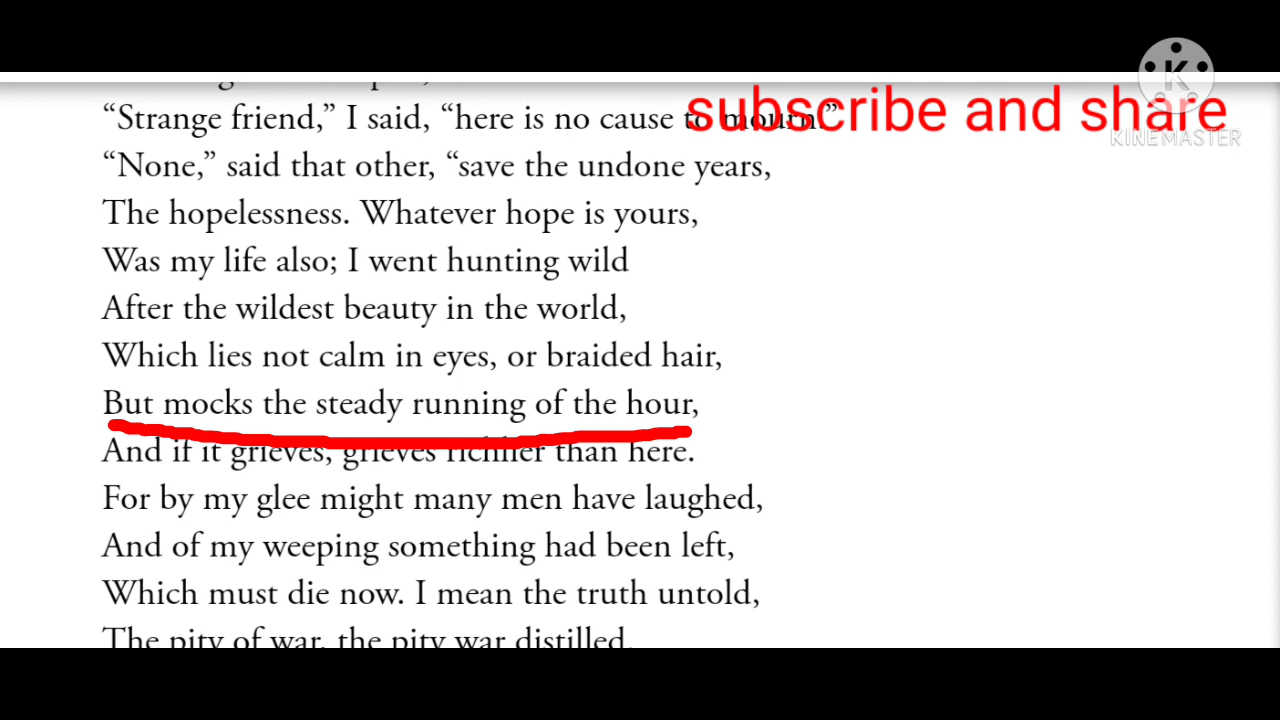 “Strange friend,” I said, “here is no cause to mourn.”
subscribe and share
K
KINEMASTER
“None,” said that other, “save the undone years,
The hopelessness. Whatever hope is yours,
Was my life also; I went hunting wild
After the wildest beauty in the world,
Which lies not calm in eyes, or braided hair,
But mocks the steady running of the hour,
And if it grieves, grieves richlier than here.
For by my glee might many men have laughed,
And of my weeping something had been left,
Which must die now. I mean the truth untold,
The pity of war, the pity war distilled.